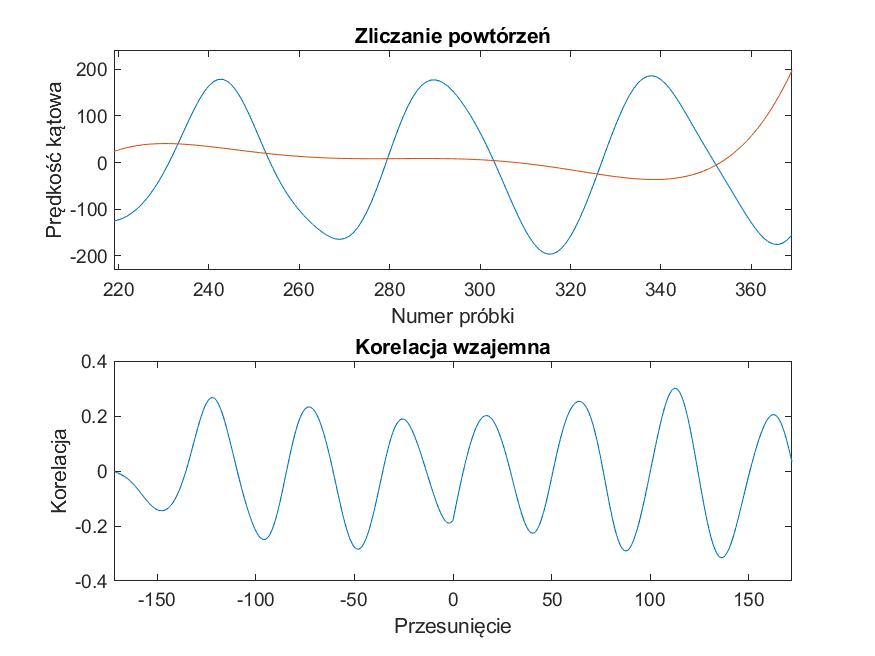 Zliczanie powtórzeń
200
100
0
-100
-200
Prędkość kątowa
220 240 260 280 300 320 340 360
Numer próbki
Korelacja wzajemna
0.4
0.2
0
-0.2
-0.4
Korelacja
-150 -100 -50 0 50 100 150
Przesunięcie